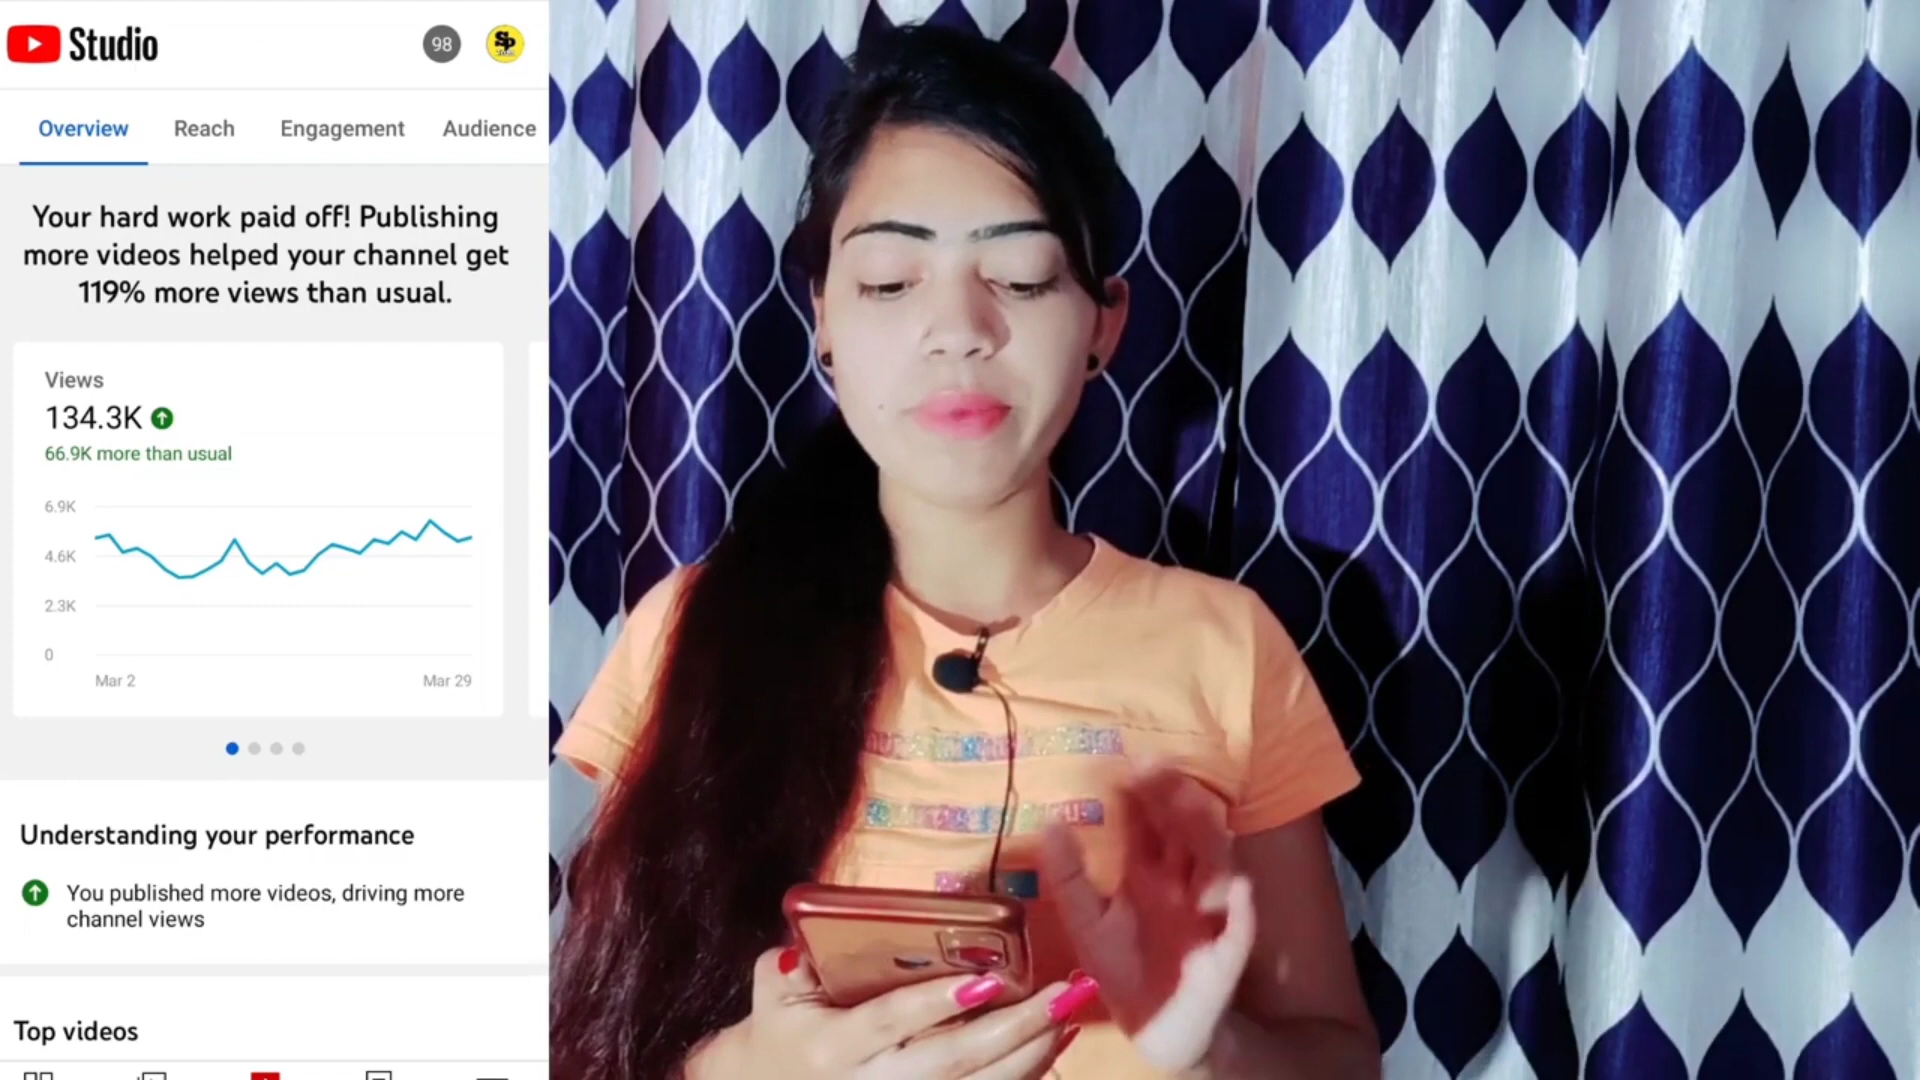 Studio
98
Sp
Overview Reach Engagement Audience
Your hard work paid off! Publishing
more videos helped your channel get
119% more views than usual.
Views
134.3K
66.9K more than usual
6.9K
4.6K
2.3K
0
Mar 2 Mar 29
Understanding your performance
You published more videos, driving more
channel views
Top videos